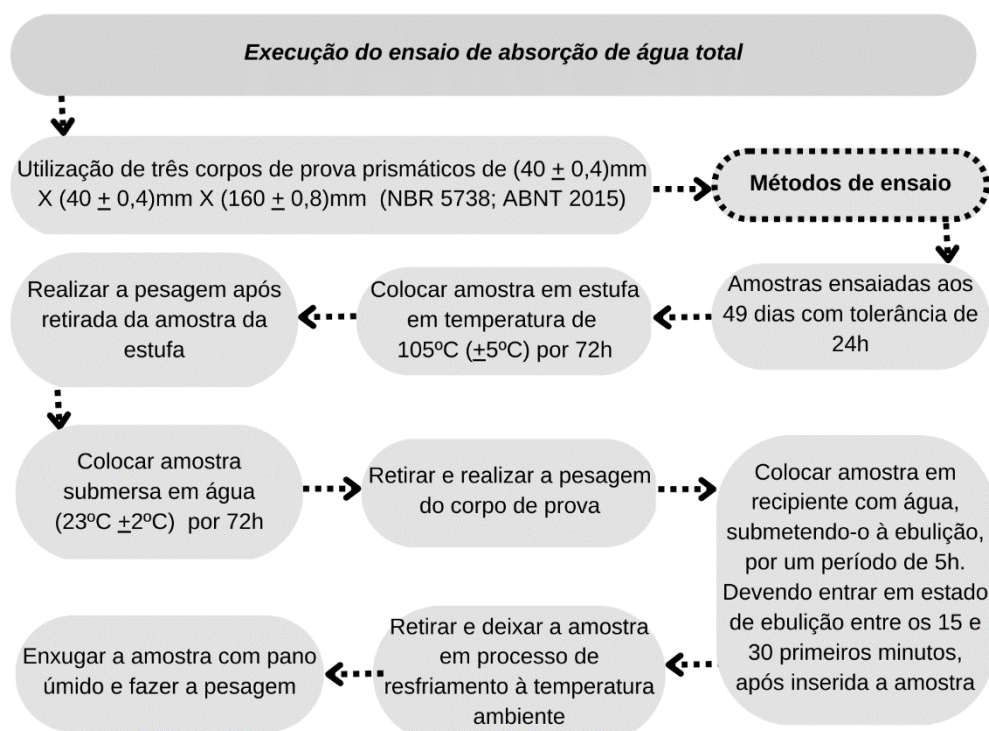 Execução do ensaio de absorção de água total
Utilização de três corpos de prova prismáticos de (40 ± 0,4)mm
X (40 ± 0,4)mm X (160 ± 0,8)mm (NBR 5738; ABNT 2015)
Métodos de ensaio
Amostras ensaiadas aos
49 dias com tolerância de
24h
Colocar amostra em estufa
em temperatura de
105ºC (±5ºC) por 72h
Realizar a pesagem após
retirada da amostra da
estufa
Colocar amostra
submersa em água
(23ºC ±2ºC) por 72h
Retirar e realizar a pesagem
do corpo de prova
Colocar amostra em
recipiente com água,
submetendo-o à ebulição,
por um período de 5h.
Devendo entrar em estado
de ebulição entre os 15 e
30 primeiros minutos,
após inserida a amostra
Retirar e deixar a amostra
em processo de
resfriamento à temperatura
ambiente
Enxugar a amostra com pano
úmido e fazer a pesagem